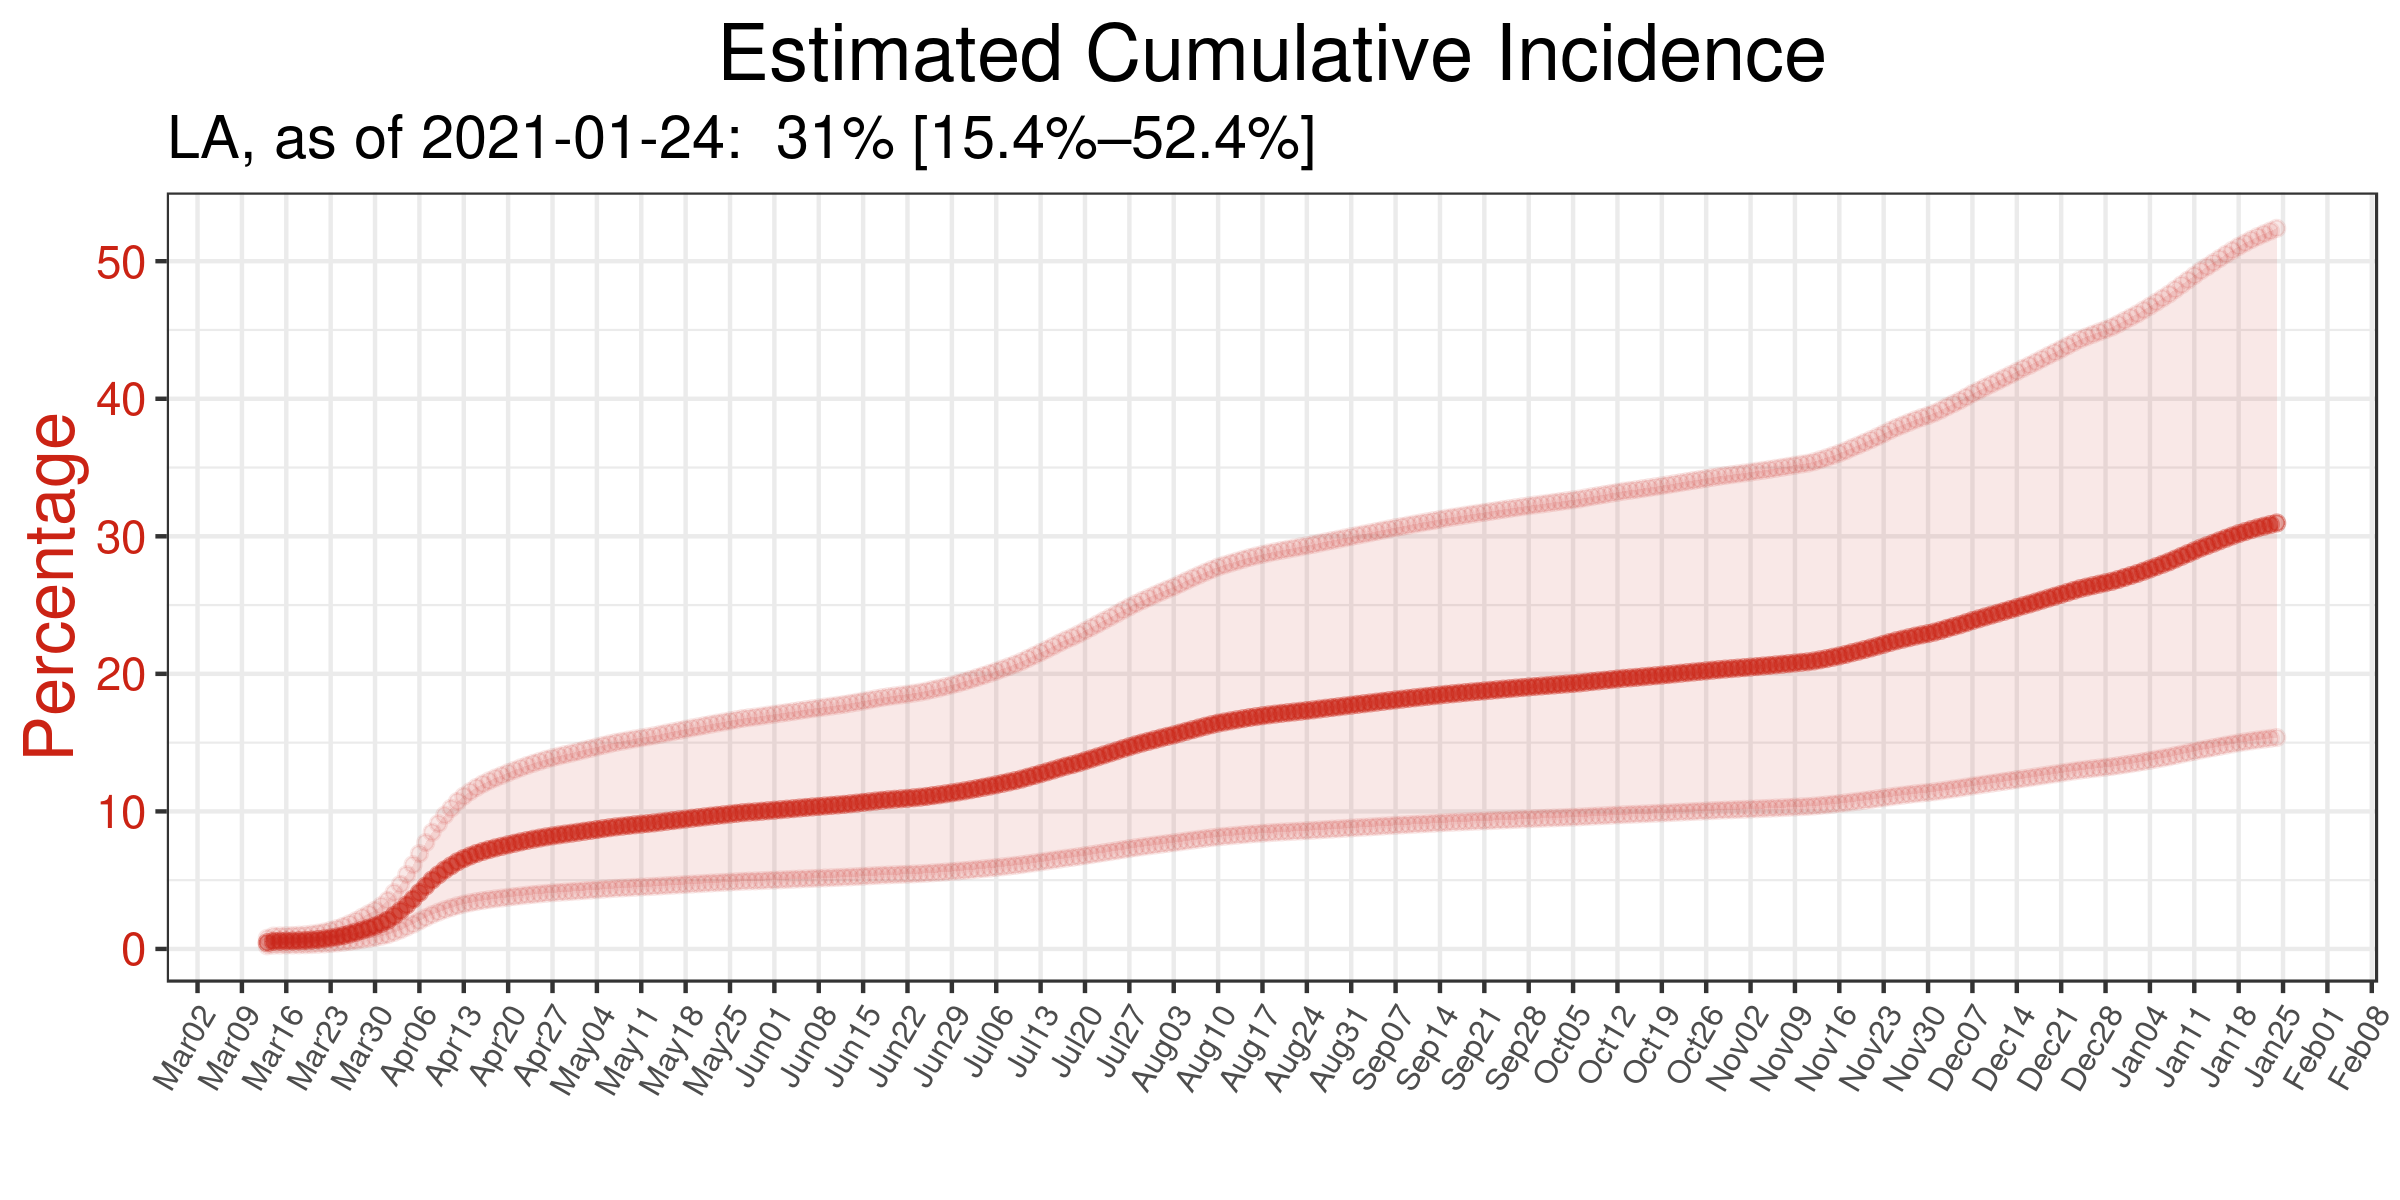 Estimated Cumulative Incidence
LA, as of 2021-01-24:  31% [15.4%–52.4%]
Percentage
50
40
30
20
10
0
Mar02
Mar09
Mar16
Mar23
Mar30
Apr06
Apr13
Apr20
Apr27
May04
May11
May18
May25
Jun01
Jun08
Jun15
Jun22
Jun29
Jul06
Jul13
Jul20
Jul27
Aug03
Aug10
Aug17
Aug24
Aug31
Sep07
Sep14
Sep21
Sep28
Oct05
Oct12
Oct19
Oct26
Nov02
Nov09
Nov16
Nov23
Nov30
Dec07
Dec14
Dec21
Dec28
Jan04
Jan11
Jan18
Jan25
Feb01
Feb08